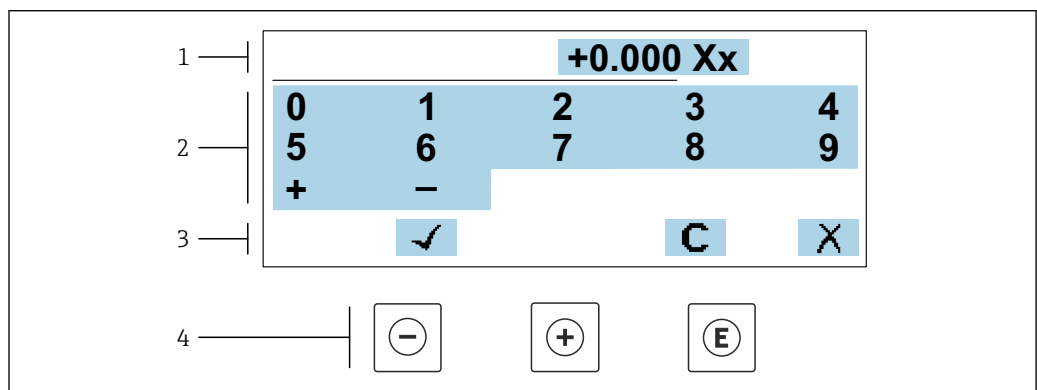 1 +0.000 Xx
0 1 2 3 4
2 5 6 7 8 9
+ −
3 ✓ C X
4 − + E